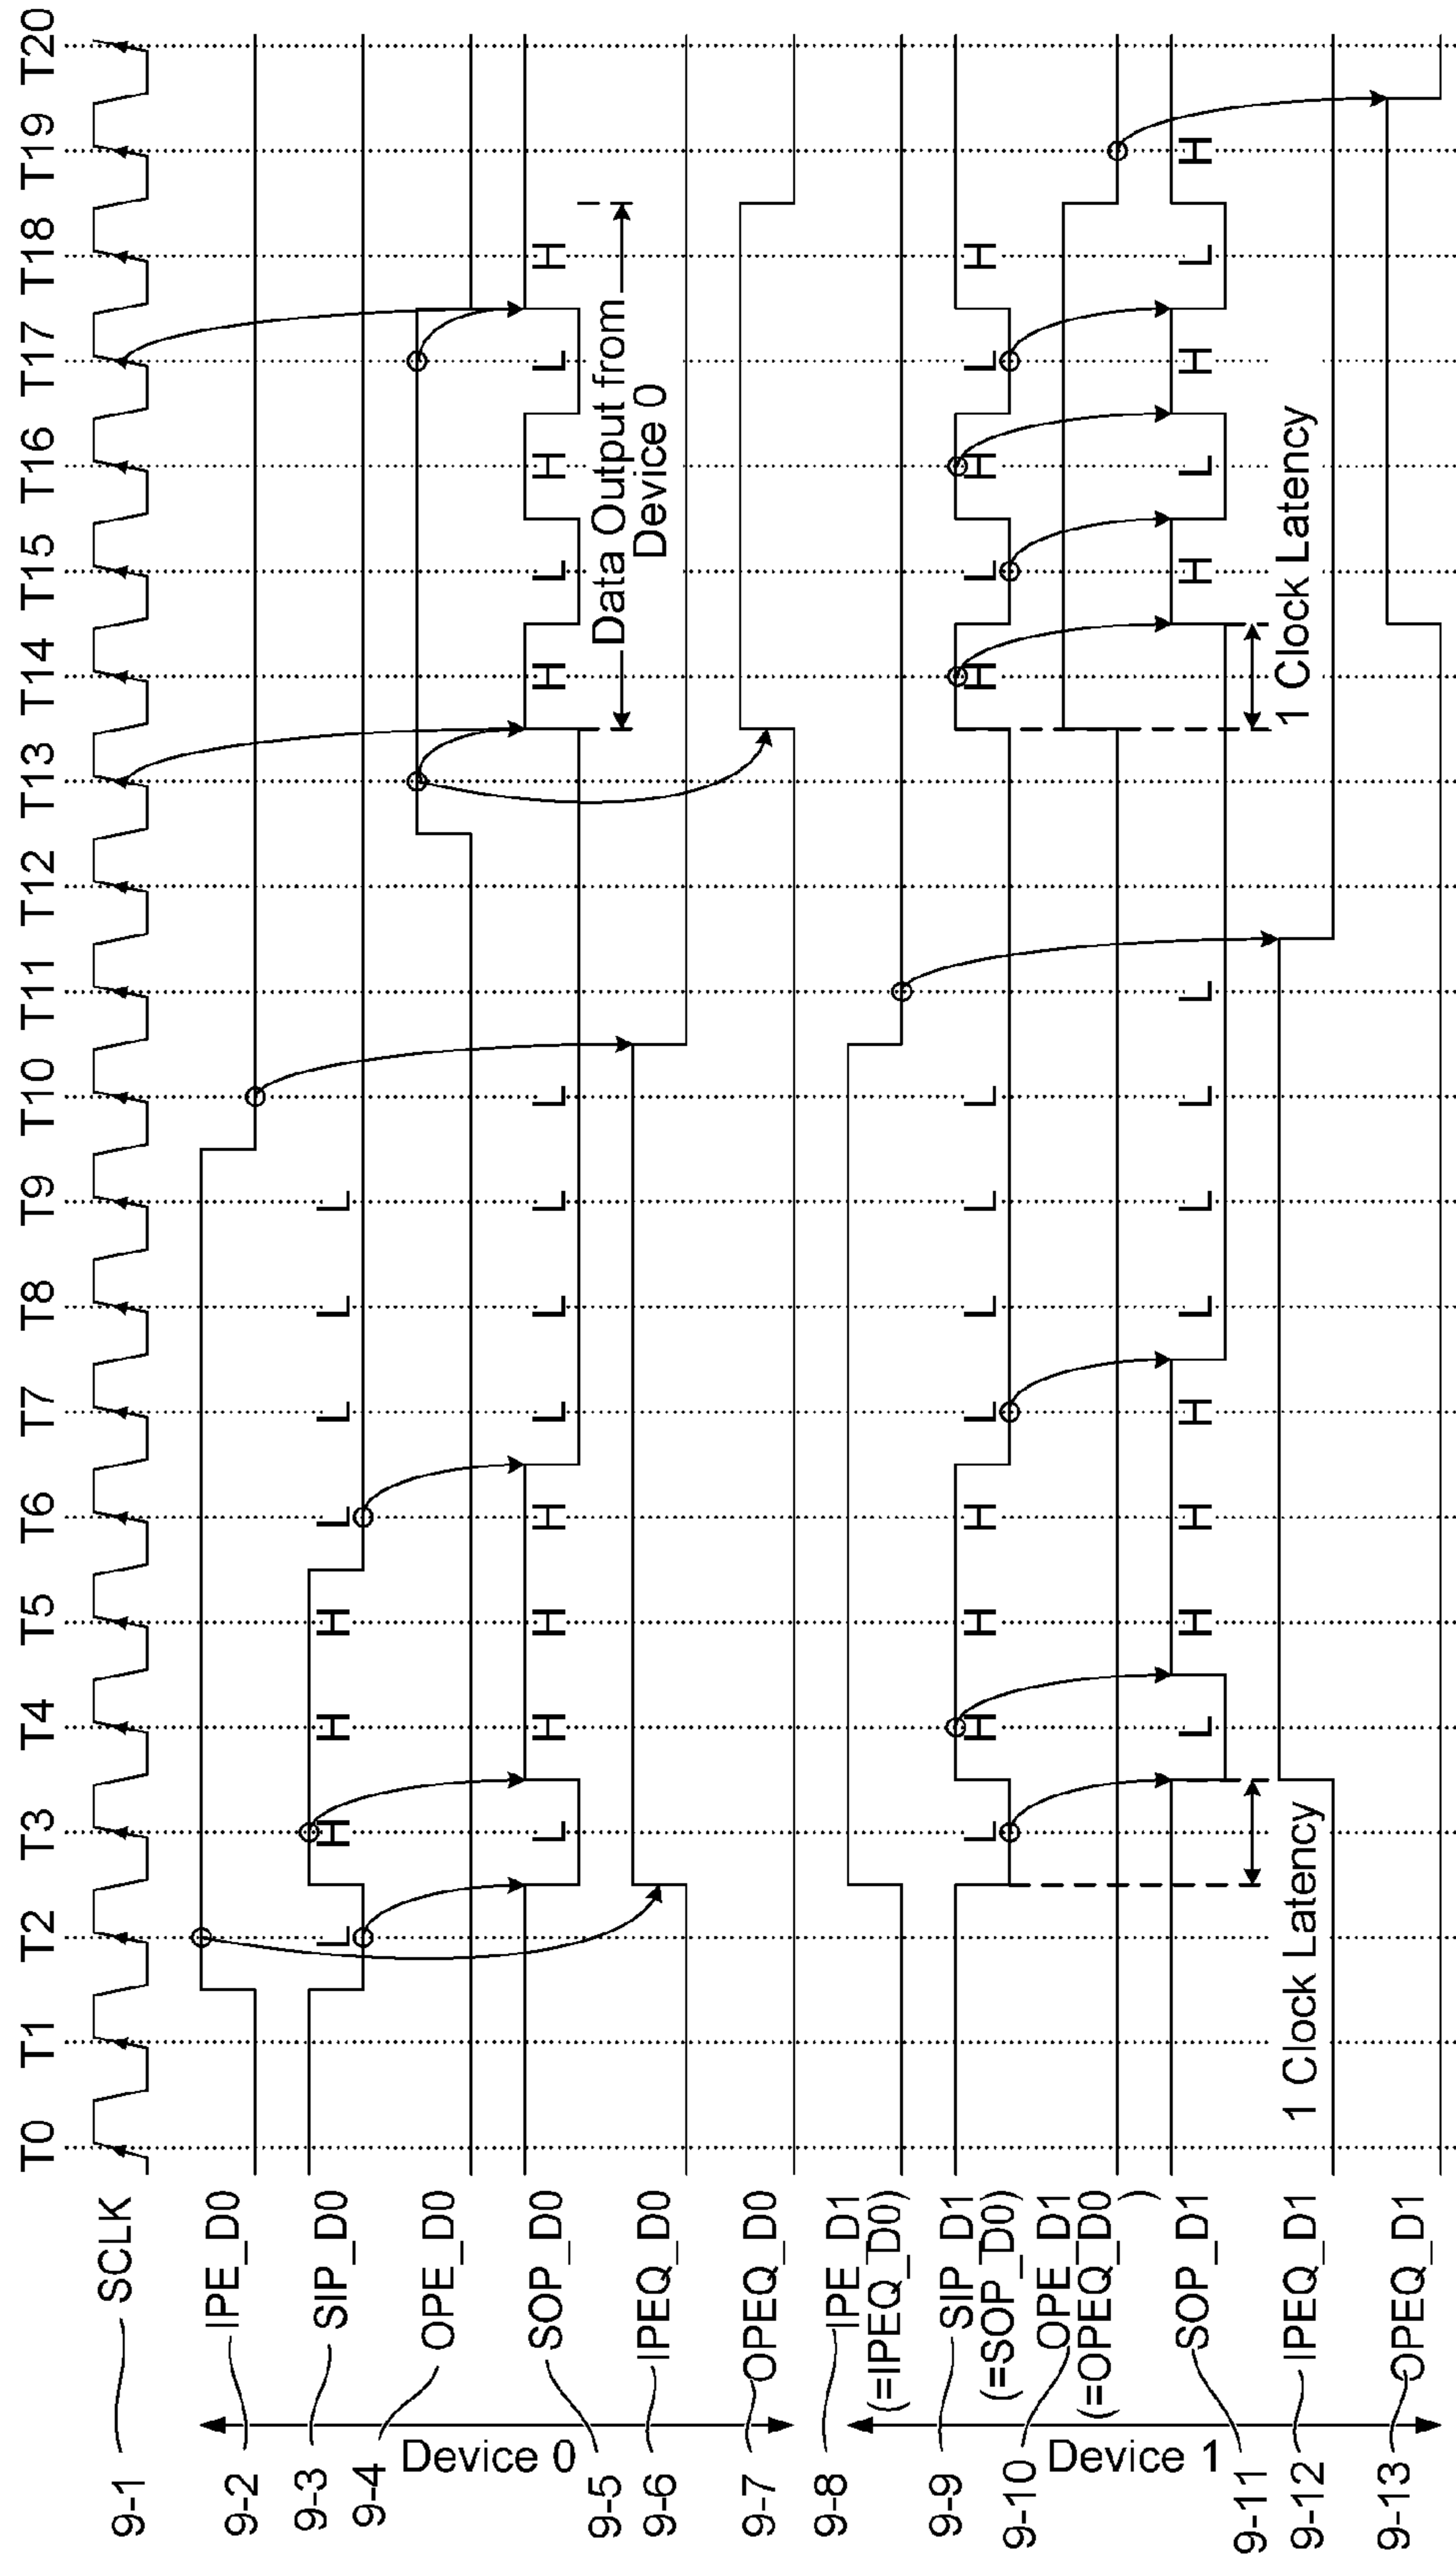 T0 T1 T2 T3 T4 T5 T6 T7 T8 T9 T10 T11 T12 T13 T14 T15 T16 T17 T18 T19 T20
9-1 SCLK
Device 0
9-2 IPE_D0
9-3 SIP_D0 L H H H L L L L
9-4 OPE_D0
9-5 SOP_D0 L H H H L L L L H L H L H
Data Output from
Device 0
9-6 IPEQ_D0
9-7 OPEQ_D0
Device 1
9-8 IPE_D1
(=IPEQ_D0)
9-9 SIP_D1 L H H H L L L L H L H L H
(=SOP_D0)
9-10 OPE_D1
(=OPEQ_D0
)
9-11 SOP_D1 L H H H L L L L H L H L H
1 Clock Latency
1 Clock Latency
9-12 IPEQ_D1
9-13 OPEQ_D1